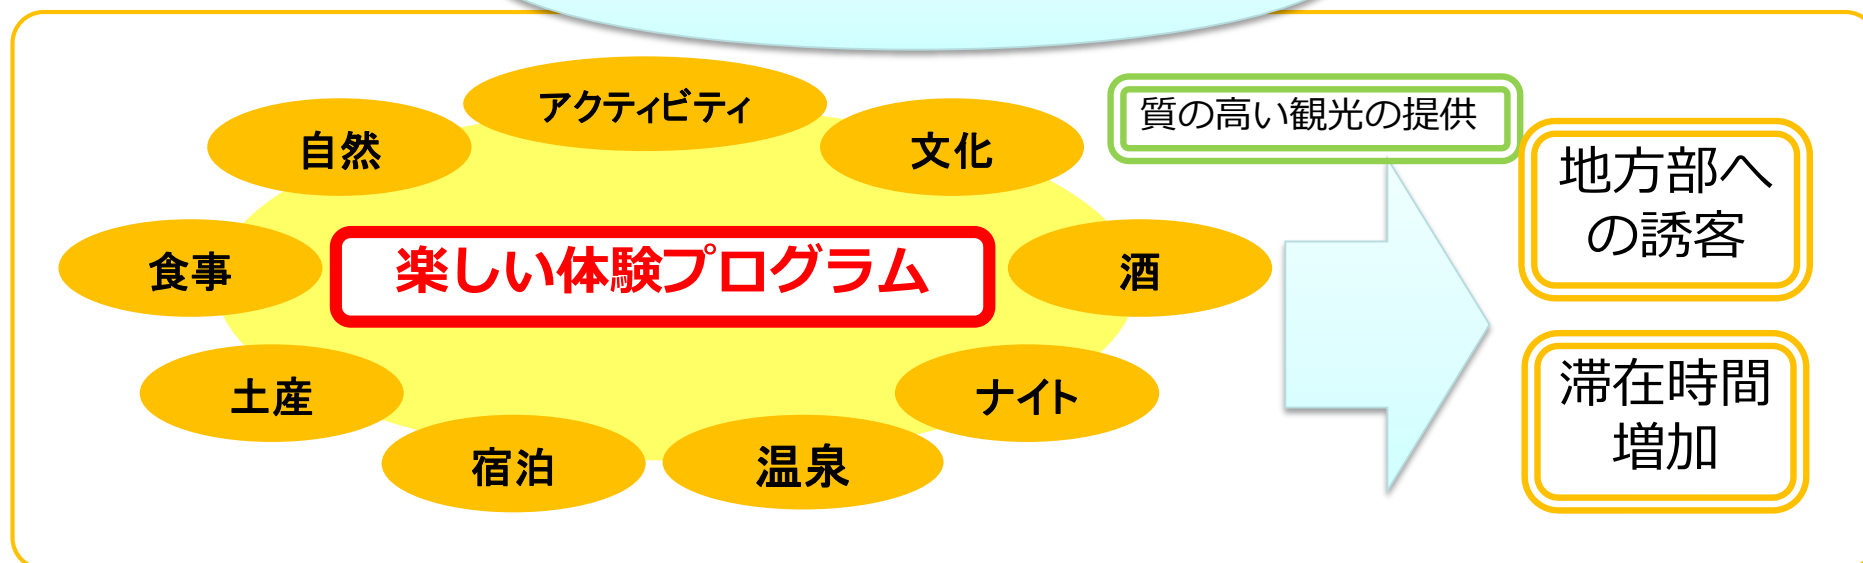 アクティビティ
自然
文化
質の高い観光の提供
食事
楽しい体験プログラム
酒
地方部へ
の誘客
土産
ナイト
宿泊
温泉
滞在時間
増加